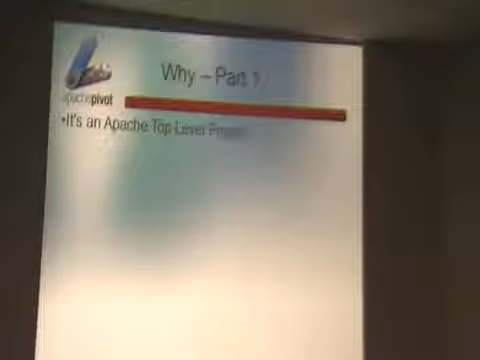 Why – Part 1
apachepivot
•It's an Apache Top Level